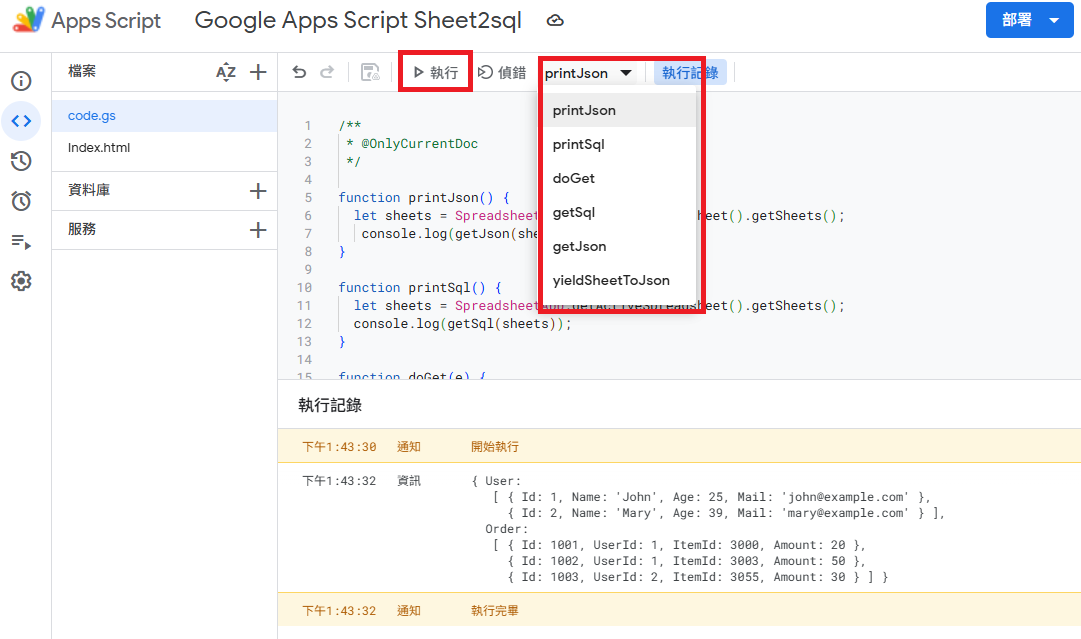 Apps Script Google Apps Script Sheet2sql 部署
檔案 AZ 執行 偵錯 printJson 執行記錄
code.gs
Index.html
資料庫
服務
printJson
printSql
doGet
getSql
getJson
yieldSheetToJson
1 /**
2 * @OnlyCurrentDoc
3 */
4
5 function printJson() {
6 let sheets = Spreadsheet heet().getSheets();
7 console.log(getJson(she
8 }
9
10 function printSql() {
11 let sheets = SpreadsheetApp.getActiveSpreadsheet().getSheets();
12 console.log(getSql(sheets));
13 }
14
15 function doGet(e) {
執行記錄
下午1:43:30 通知 開始執行
下午1:43:32 資訊 { User:
[ { Id: 1, Name: 'John', Age: 25, Mail: 'john@example.com' },
{ Id: 2, Name: 'Mary', Age: 39, Mail: 'mary@example.com' } ],
Order:
[ { Id: 1001, UserId: 1, ItemId: 3000, Amount: 20 },
{ Id: 1002, UserId: 1, ItemId: 3003, Amount: 50 },
{ Id: 1003, UserId: 2, ItemId: 3055, Amount: 30 } ] }
下午1:43:32 通知 執行完畢